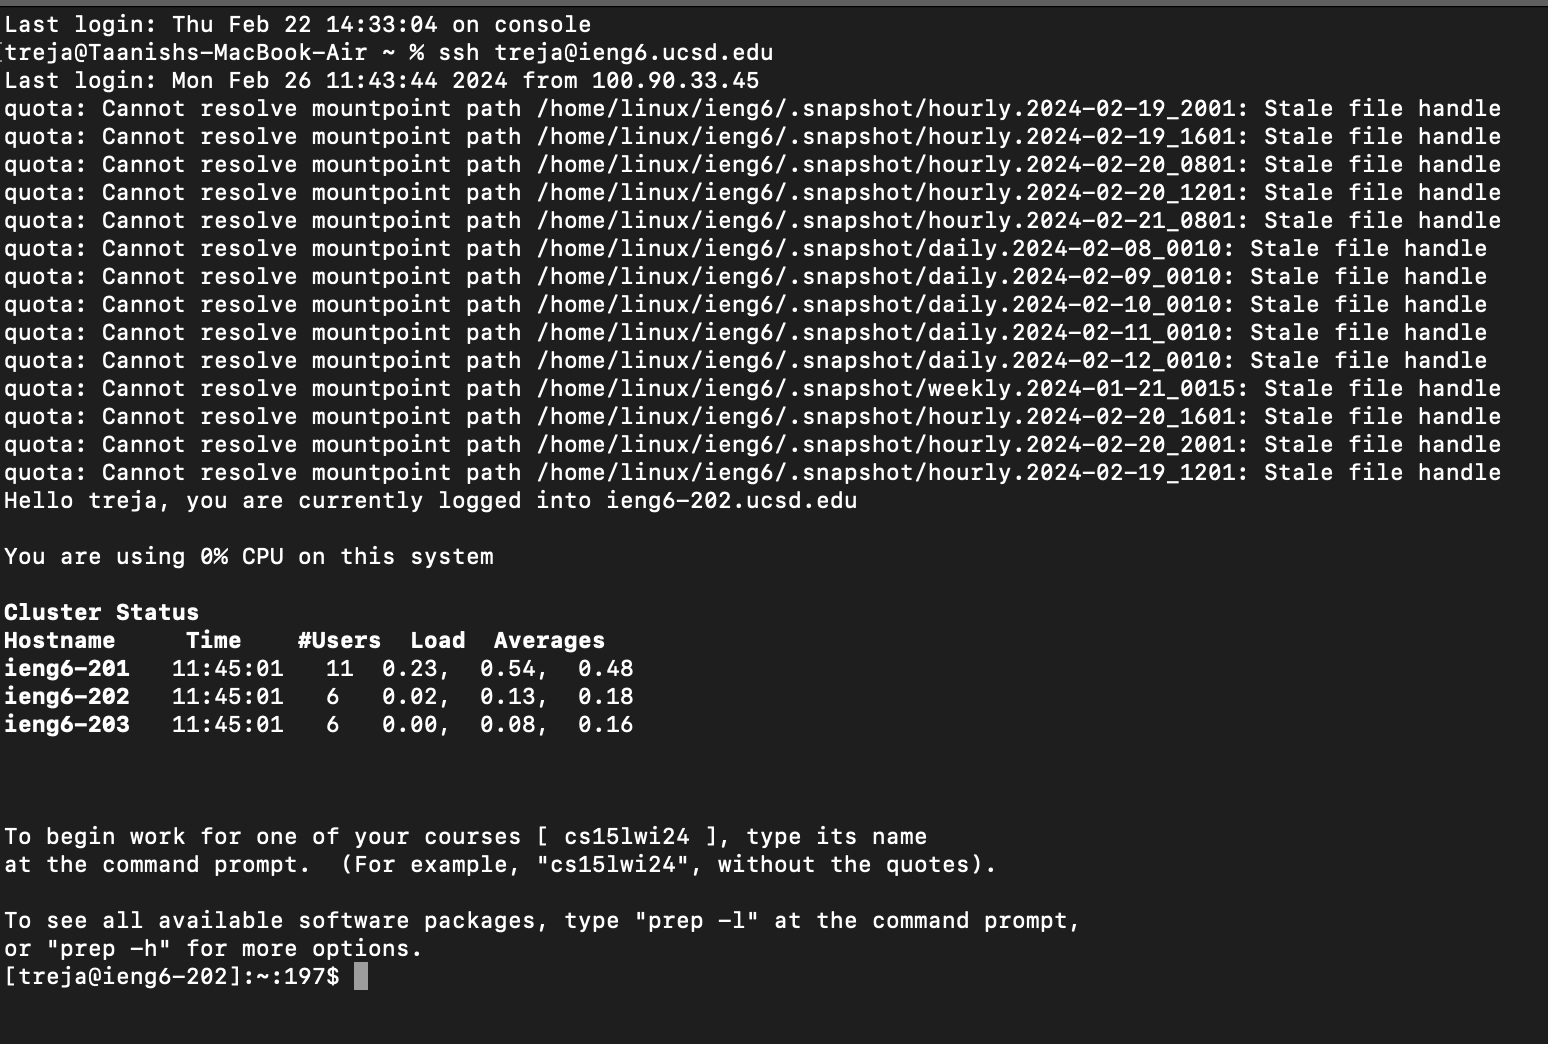 Last login: Thu Feb 22 14:33:04 on console
[treja@Taanishs-MacBook-Air ~ % ssh treja@ieng6.ucsd.edu
Last login: Mon Feb 26 11:43:44 2024 from 100.90.33.45
quota: Cannot resolve mountpoint path /home/linux/ieng6/.snapshot/hourly.2024-02-19_2001: Stale file handle
quota: Cannot resolve mountpoint path /home/linux/ieng6/.snapshot/hourly.2024-02-19_1601: Stale file handle
quota: Cannot resolve mountpoint path /home/linux/ieng6/.snapshot/hourly.2024-02-20_0801: Stale file handle
quota: Cannot resolve mountpoint path /home/linux/ieng6/.snapshot/hourly.2024-02-20_1201: Stale file handle
quota: Cannot resolve mountpoint path /home/linux/ieng6/.snapshot/hourly.2024-02-21_0801: Stale file handle
quota: Cannot resolve mountpoint path /home/linux/ieng6/.snapshot/daily.2024-02-08_0010: Stale file handle
quota: Cannot resolve mountpoint path /home/linux/ieng6/.snapshot/daily.2024-02-09_0010: Stale file handle
quota: Cannot resolve mountpoint path /home/linux/ieng6/.snapshot/daily.2024-02-10_0010: Stale file handle
quota: Cannot resolve mountpoint path /home/linux/ieng6/.snapshot/daily.2024-02-11_0010: Stale file handle
quota: Cannot resolve mountpoint path /home/linux/ieng6/.snapshot/daily.2024-02-12_0010: Stale file handle
quota: Cannot resolve mountpoint path /home/linux/ieng6/.snapshot/weekly.2024-01-21_0015: Stale file handle
quota: Cannot resolve mountpoint path /home/linux/ieng6/.snapshot/hourly.2024-02-20_1601: Stale file handle
quota: Cannot resolve mountpoint path /home/linux/ieng6/.snapshot/hourly.2024-02-20_2001: Stale file handle
quota: Cannot resolve mountpoint path /home/linux/ieng6/.snapshot/hourly.2024-02-19_1201: Stale file handle
Hello treja, you are currently logged into ieng6-202.ucsd.edu
You are using 0% CPU on this system
Cluster Status
Hostname     Time    #Users  Load  Averages
ieng6-201   11:45:01   11  0.23,  0.54,  0.48
ieng6-202   11:45:01   6   0.02,  0.13,  0.18
ieng6-203   11:45:01   6   0.00,  0.08,  0.16
To begin work for one of your courses [ cs15lwi24 ], type its name
at the command prompt.  (For example, "cs15lwi24", without the quotes).
To see all available software packages, type "prep -l" at the command prompt,
or "prep -h" for more options.
[treja@ieng6-202]:~:197$